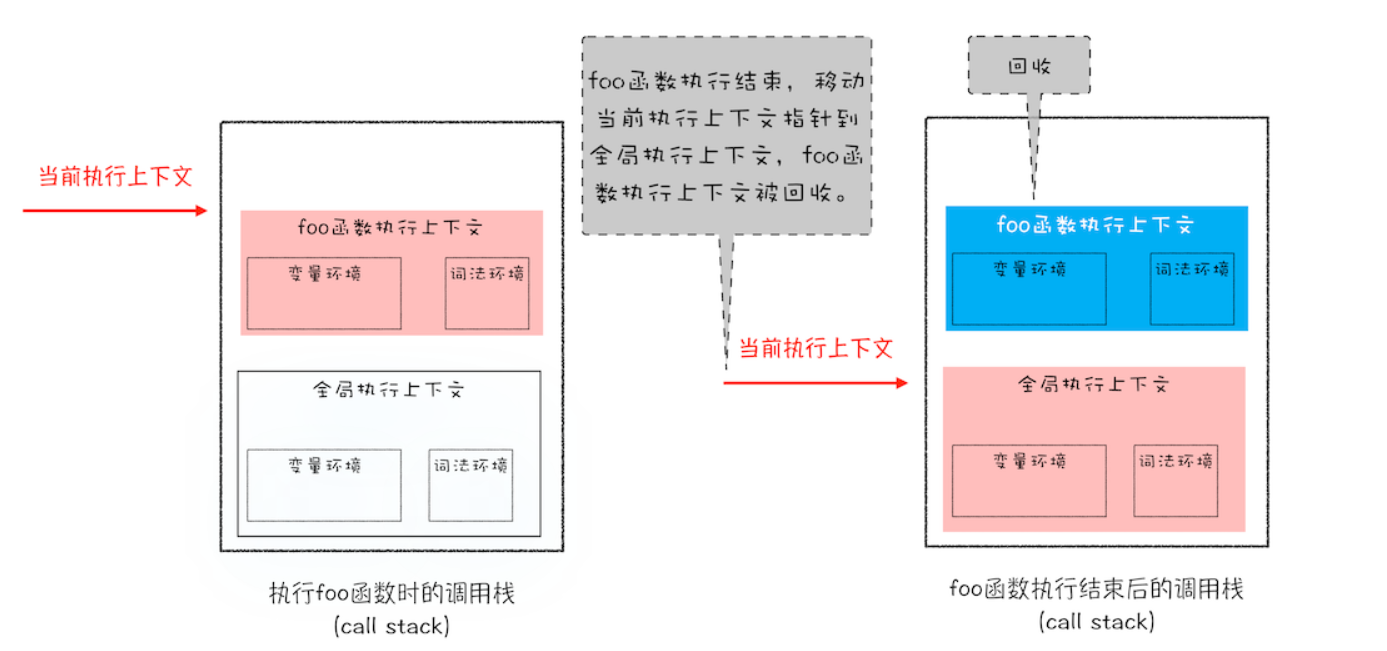 当前执行上下文
foo函数执行上下文
变量环境
词法环境
全局执行上下文
变量环境
词法环境
执行foo函数时的调用栈
(call stack)
foo函数执行结束，移动
当前执行上下文指针到
全局执行上下文，foo函
数执行上下文被回收。
当前执行上下文
回收
foo函数执行上下文
变量环境
词法环境
全局执行上下文
变量环境
词法环境
foo函数执行结束后的调用栈
(call stack)